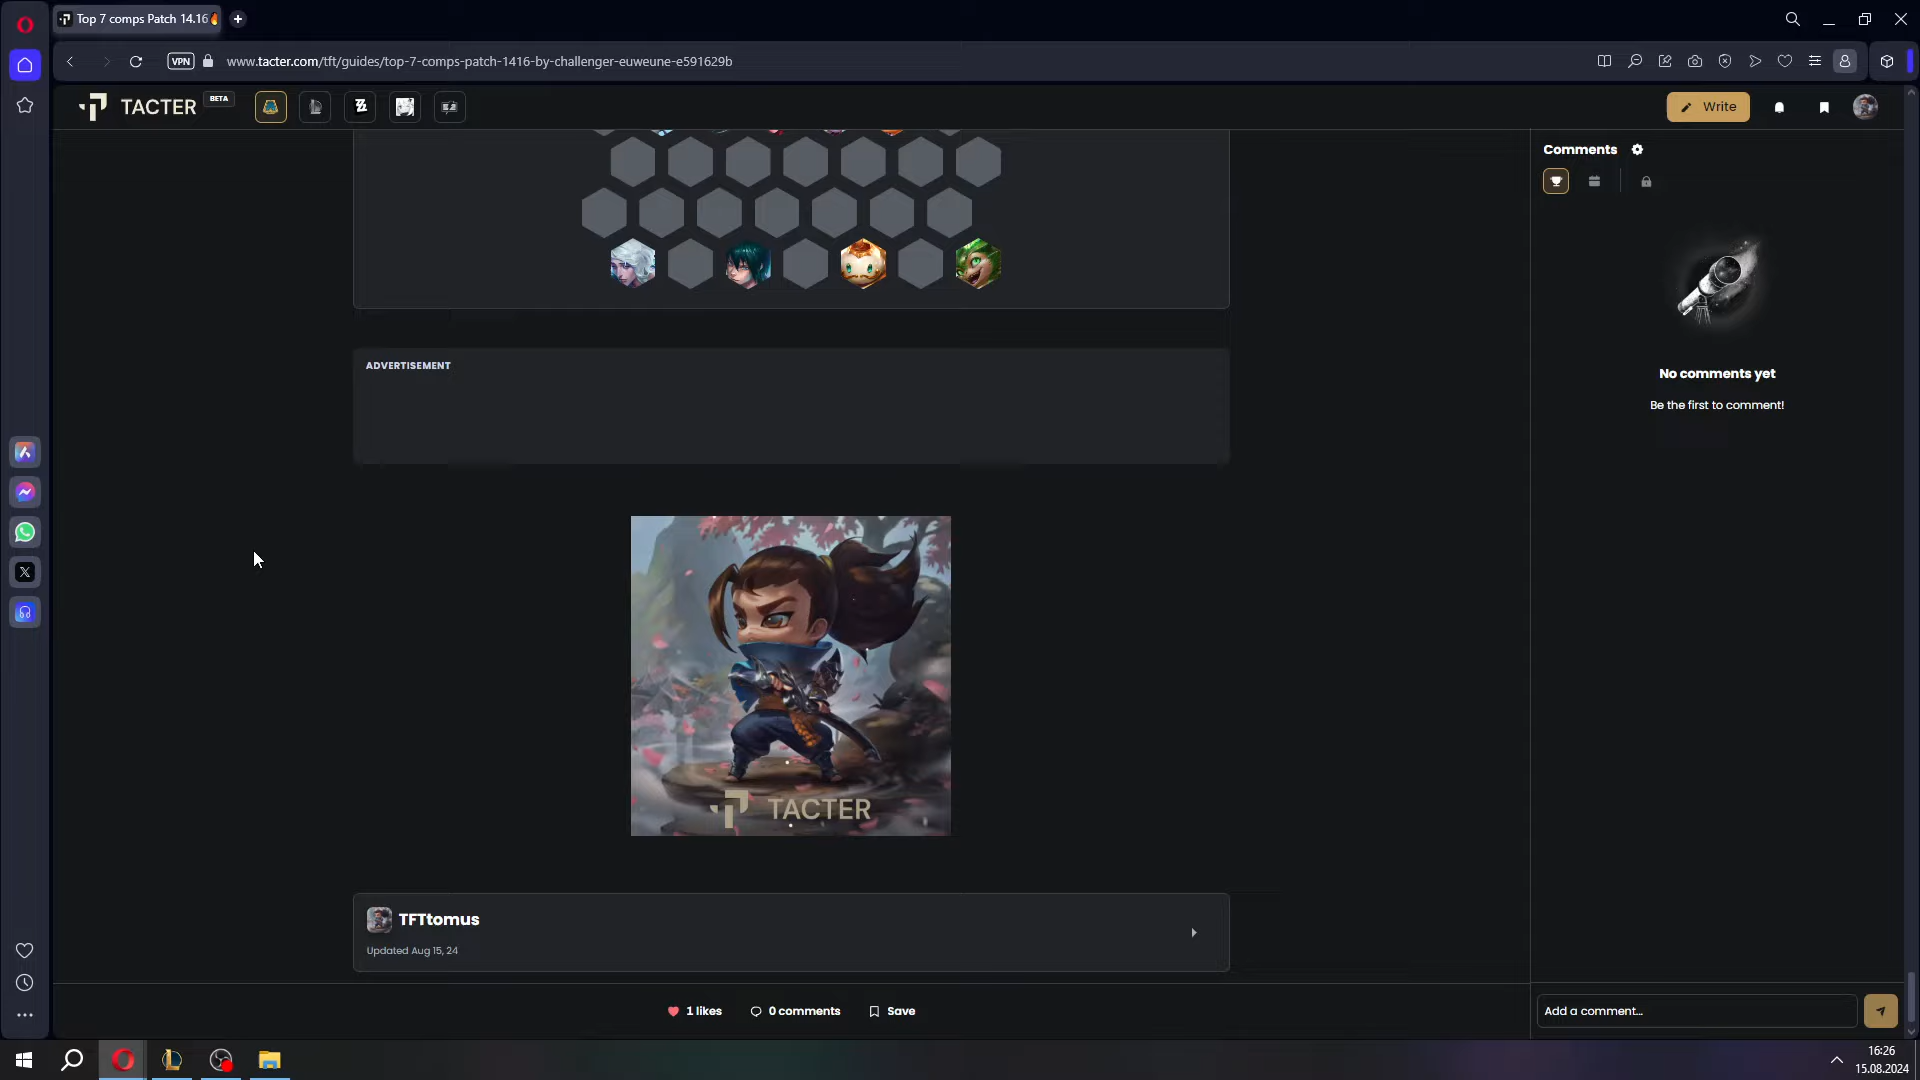 Top 7 comps Patch 14.16🔥
VPN
www.tacter.com/tft/guides/top-7-comps-patch-1416-by-challenger-euweune-e591629b
TACTER
BETA
Write
Comments
ADVERTISEMENT
No comments yet
Be the first to comment!
TACTER
TFTtomus
Updated Aug 15, 24
1 likes
0 comments
Save
Add a comment...
16:26
15.08.2024